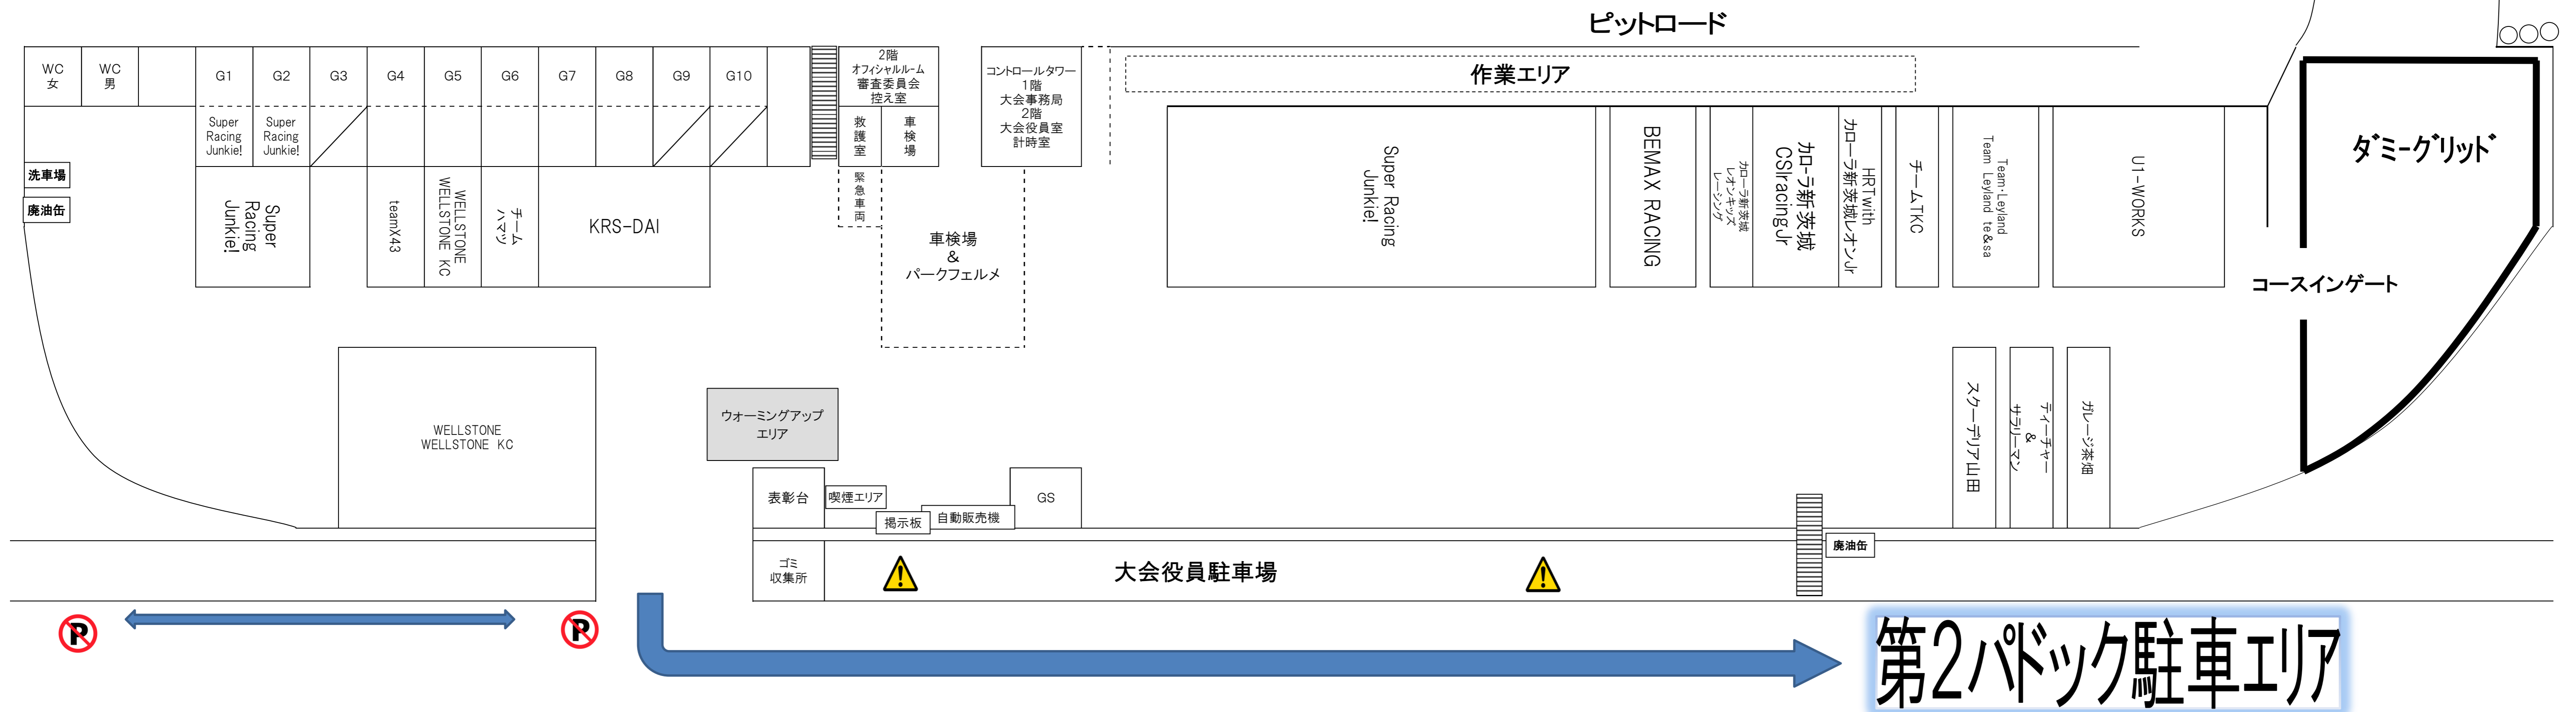 ピットロード
WC
女
WC
男
G1
G2
G3
G4
G5
G6
G7
G8
G9
G10
2階
オフィシャルルーム
審査委員会
控え室
コントロールタワー
1階
大会事務局
2階
大会役員室
計時室
作業エリア
ダミーグリッド
Super
Racing
Junkie!
Super
Racing
Junkie!
救護室
車検場
洗車場
廃油缶
Super
Racing
Junkie!
teamX43
WELLSTONE
WELLSTONE KC
チーム
ハマツ
KRS-DAI
緊急車両
車検場
&
パークフェルメ
Super Racing
Junkie!
BEMAX RACING
カローラ新茨城
レオンキッズ
レーシング
カローラ新茨城
CSIracingJr
HRTwith
カローラ新茨城レオンJr
チームTKC
Team・Leyland
Team Leyland te&sa
U1-WORKS
コースインゲート
WELLSTONE
WELLSTONE KC
ウォーミングアップ
エリア
スクーデリア山田
ティーチャー
&
サラリーマン
ガレージ茶畑
表彰台
喫煙エリア
掲示板
自動販売機
GS
ゴミ
収集所
大会役員駐車場
廃油缶
P
P
第2パドック駐車エリア